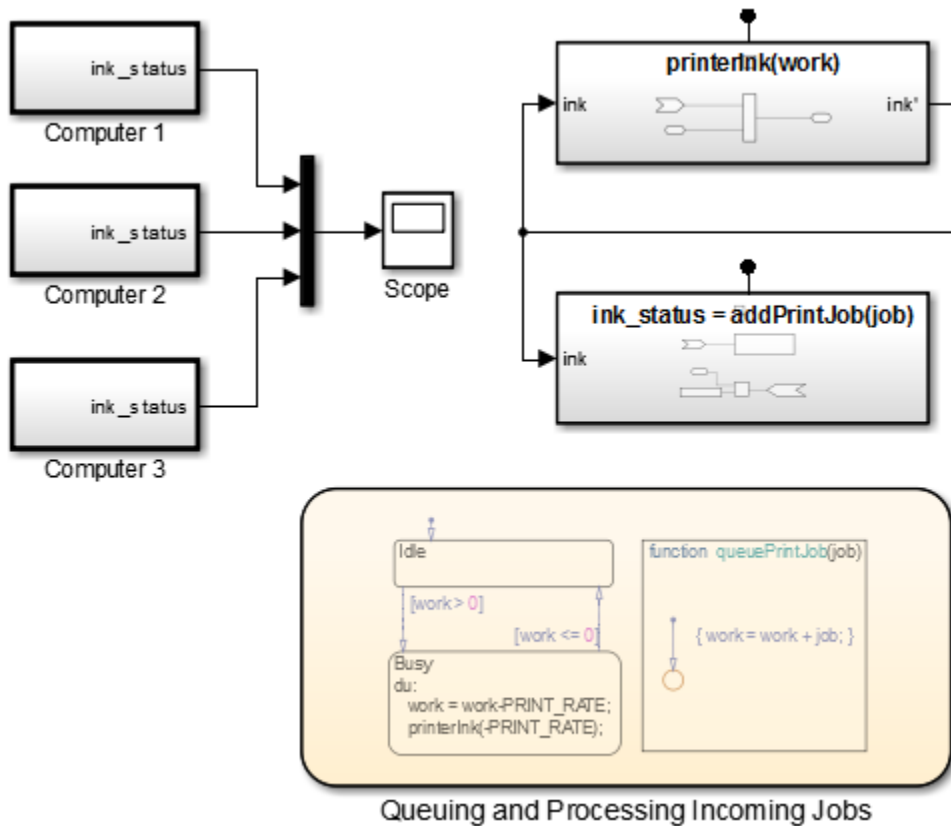 ink_status
Computer 1
ink_status
Computer 2
ink_status
Computer 3
Scope
printerInk(work)
ink
ink'
ink_status = addPrintJob(job)
ink
Idle
[work> 0]
[work <= 0]
Busy
du:
work = work-PRINT_RATE;
printerInk(-PRINT_RATE);
function queuePrintJob(job)
{ work = work + job; }
Queuing and Processing Incoming Jobs